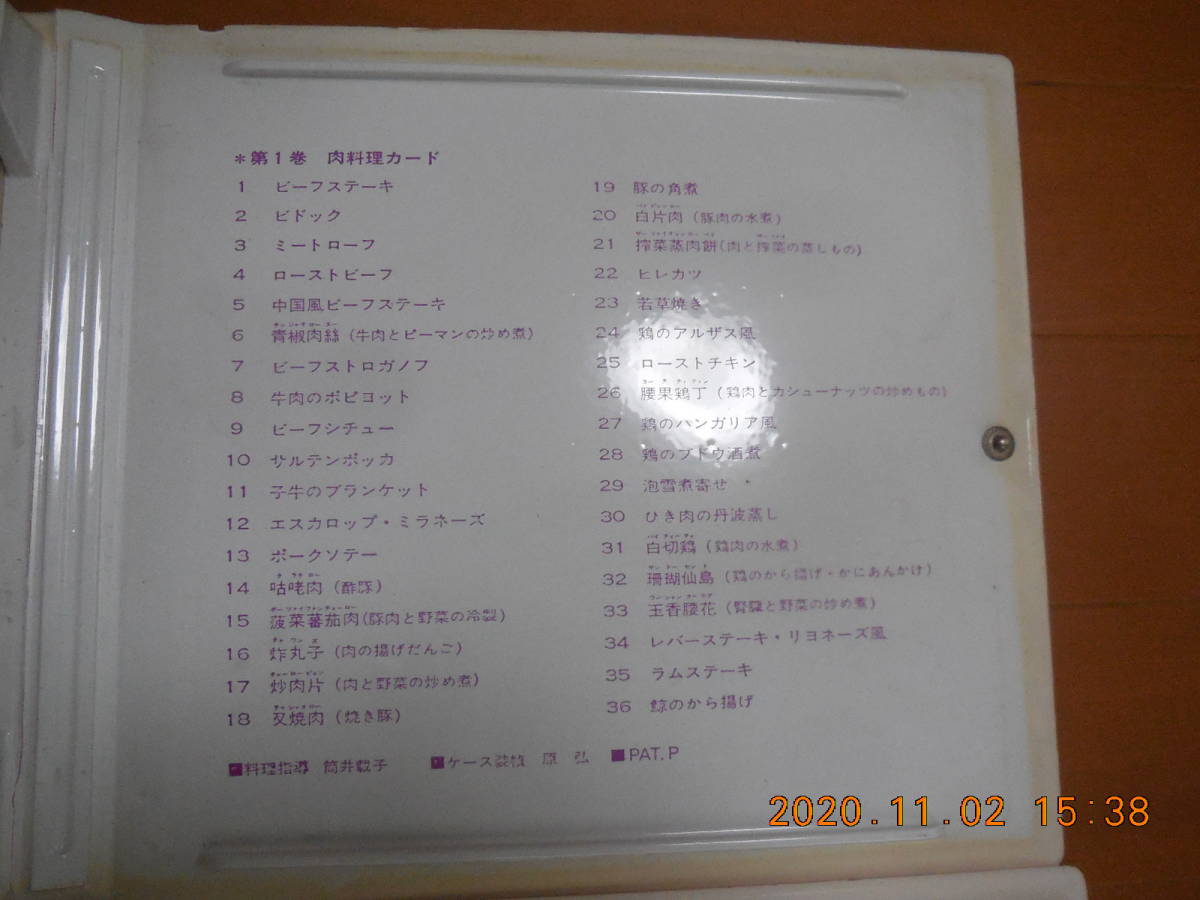 *第1巻 肉料理カード
1 ビーフステーキ
2 ビドック
3 ミートローフ
4 ローストビーフ
5 中国風ビーフステーキ
6 青椒肉絲(牛肉とピーマンの炒め煮)
7 ビーフストロガノフ
8 牛肉のポピヨット
9 ビーフシチュー
10 サルテンボッカ
11 子牛のブランケット
12 エスカロップ・ミラネーズ
13 ポークソテー
14 咕咾肉(酢豚)
15 菠菜蕃茄肉(豚肉と野菜の冷製)
16 炸丸子(肉の揚げだんご)
17 炒肉片(肉と野菜の炒め煮)
18 叉焼肉(焼き豚)
19 豚の角煮
20 白片肉(豚肉の水煮)
21 搾菜蒸肉餅(肉と搾菜の蒸しもの)
22 ヒレカツ
23 若草焼き
24 鶏のアルザス風
25 ローストチキン
26 腰果鶏丁(鶏肉とカシューナッツの炒めもの)
27 鶏のハンガリア風
28 鶏のブドウ酒煮
29 泡雪煮寄せ
30 ひき肉の丹波蒸し
31 白切鶏(鶏肉の水煮)
32 珊瑚仙島(鶏のから揚げ・かにあんかけ)
33 王香腰花(腎臓と野菜の炒め煮)
34 レバーステーキ・リヨネーズ風
35 ラムステーキ
36 鯨のから揚げ
■料理指導 筒井載子 ■ケース装幀 原 弘 ■PAT.P
2020.11.02 15:38